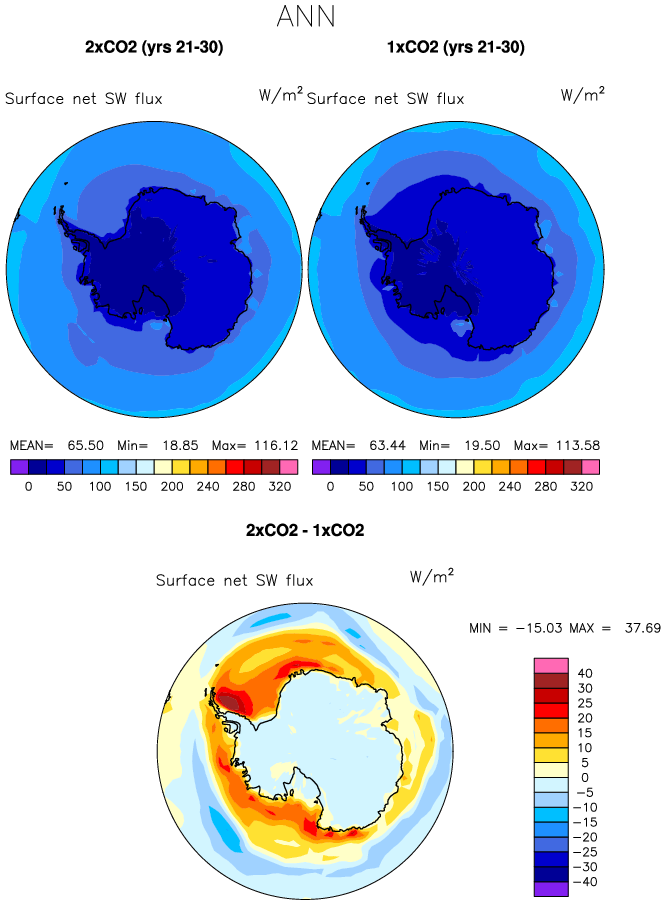 ANN
2xCO2 (yrs 21-30)
1xCO2 (yrs 21-30)
Surface net SW flux W/m²
Surface net SW flux W/m²
MEAN= 65.50 Min= 18.85 Max= 116.12
MEAN= 63.44 Min= 19.50 Max= 113.58
0 50 100 150 200 240 280 320
0 50 100 150 200 240 280 320
2xCO2 - 1xCO2
Surface net SW flux W/m²
MIN = -15.03 MAX = 37.69
40
30
25
20
15
10
5
0
-5
-10
-15
-20
-25
-30
-40